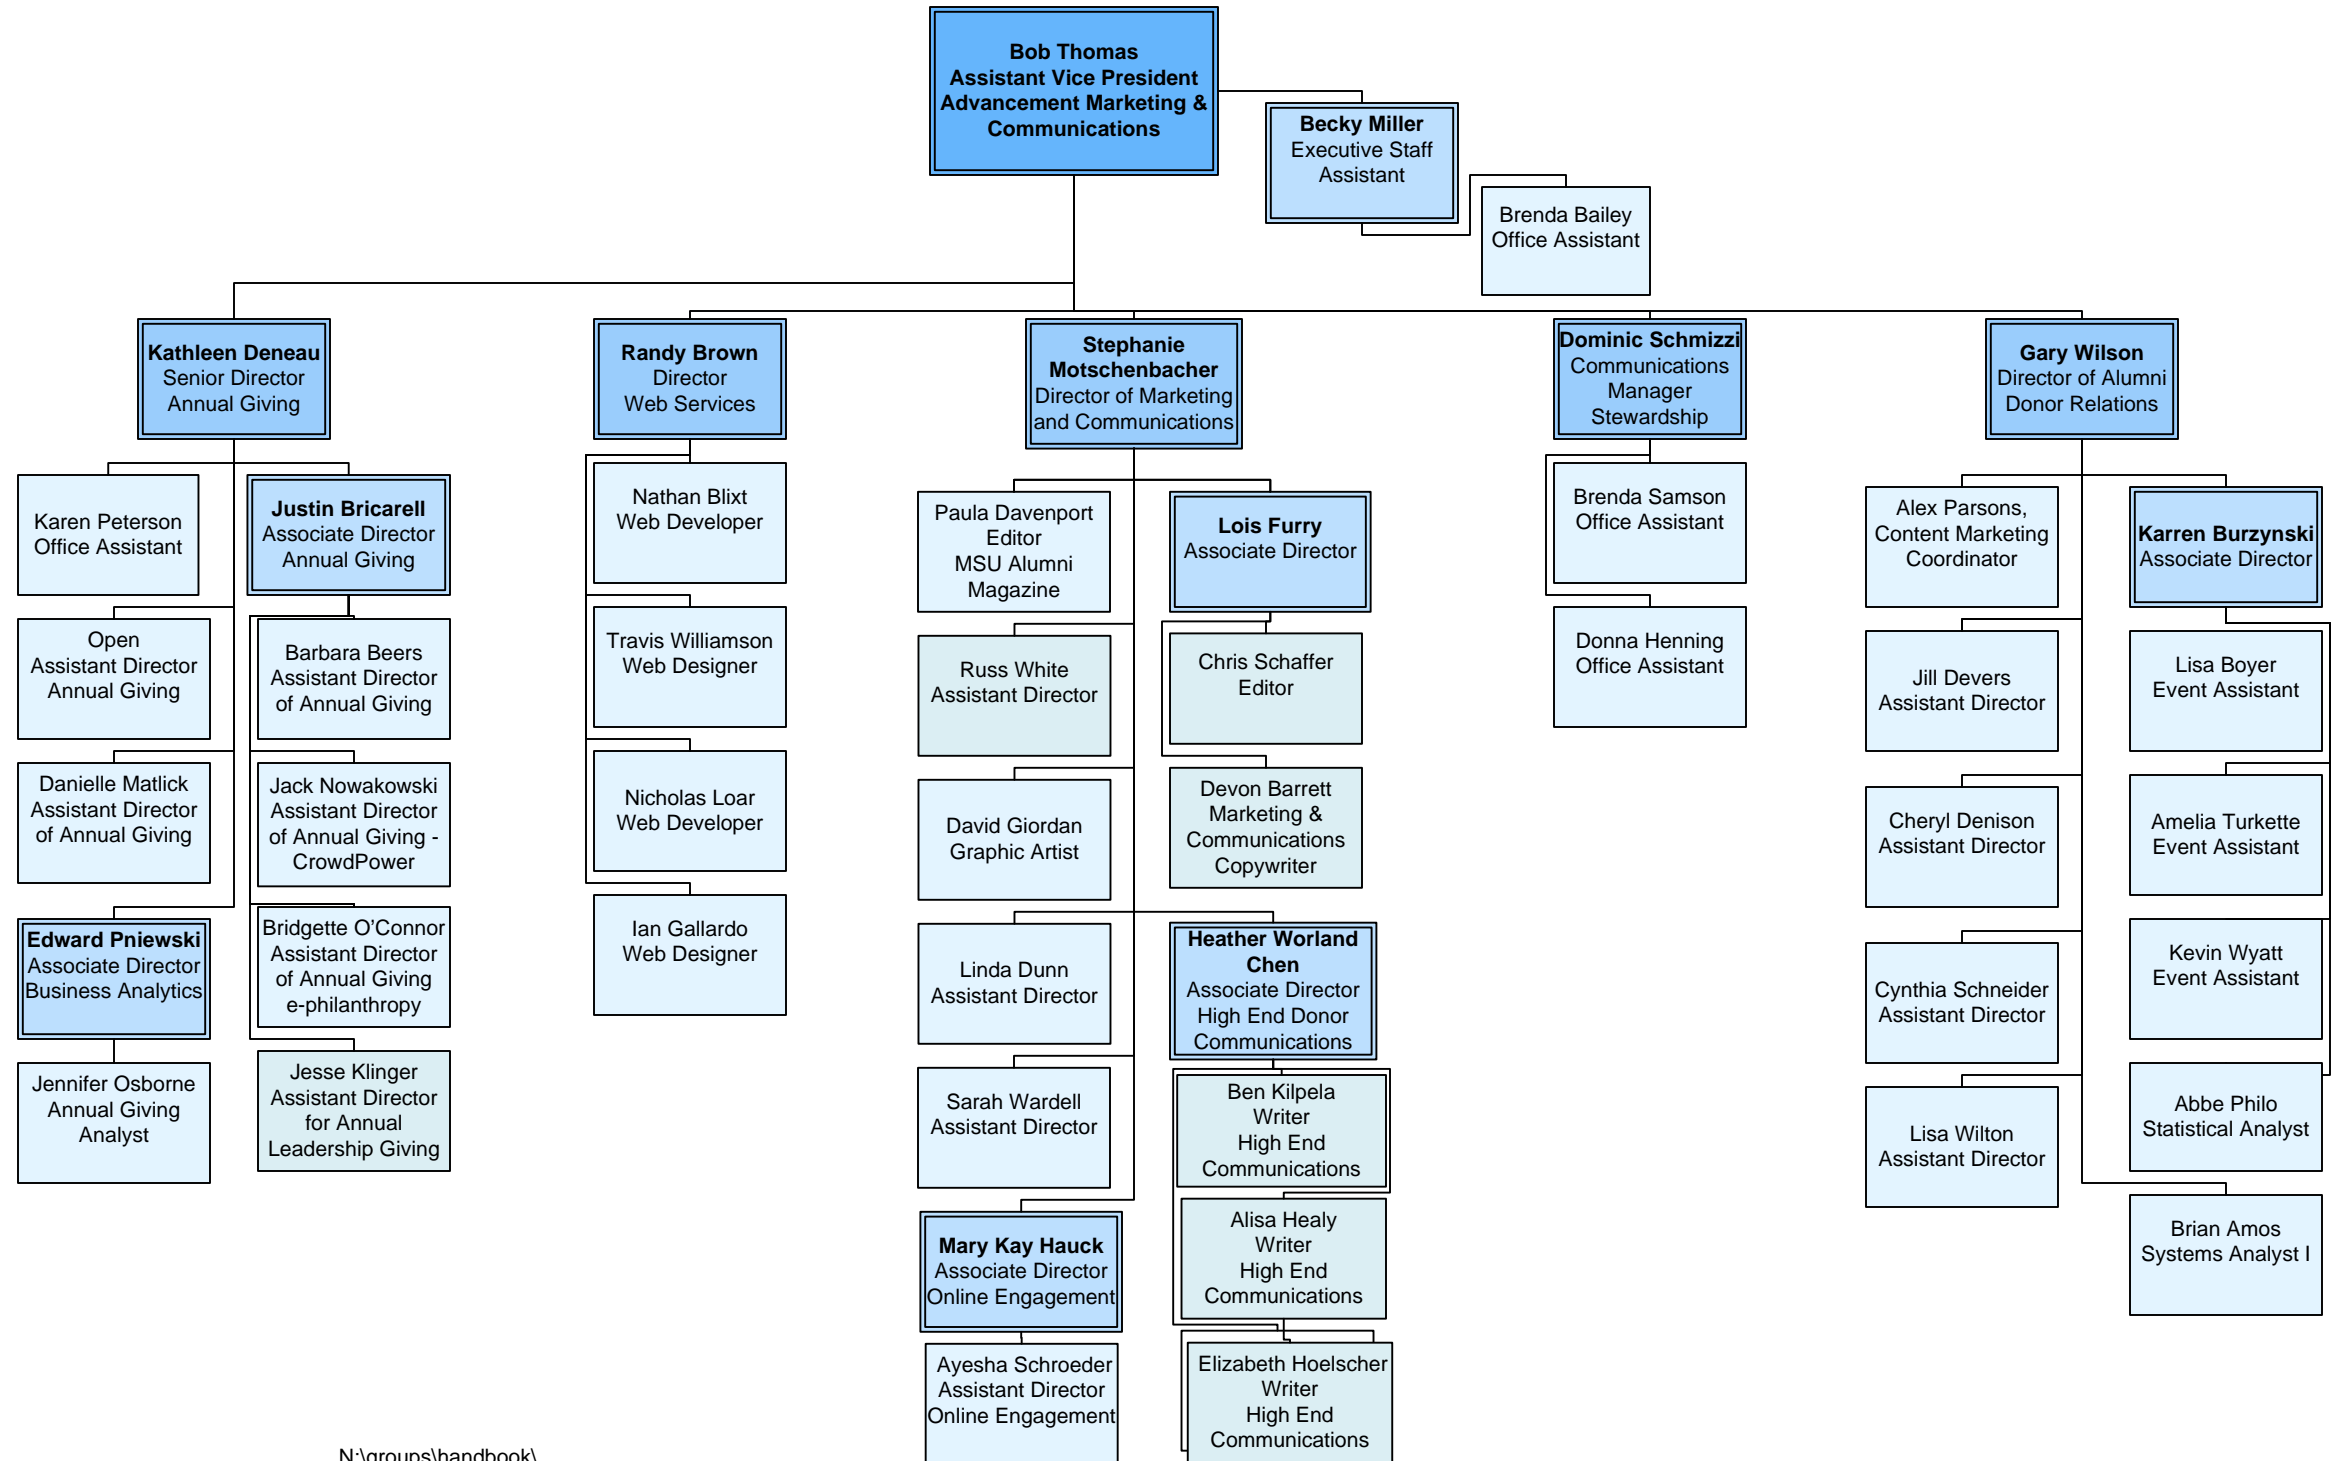 Bob Thomas
Assistant Vice President
Advancement Marketing &
Communications
Becky Miller
Executive Staff
Assistant
Brenda Bailey
Office Assistant
Kathleen Deneau
Senior Director
Annual Giving
Randy Brown
Director
Web Services
Stephanie
Motschenbacher
Director of Marketing
and Communications
Dominic Schmizzi
Communications
Manager
Stewardship
Gary Wilson
Director of Alumni
Donor Relations
Karen Peterson
Office Assistant
Justin Bricarell
Associate Director
Annual Giving
Open
Assistant Director
Annual Giving
Barbara Beers
Assistant Director
of Annual Giving
Danielle Matlick
Assistant Director
of Annual Giving
Jack Nowakowski
Assistant Director
of Annual Giving -
CrowdPower
Edward Pniewski
Associate Director
Business Analytics
Bridgette O’Connor
Assistant Director
of Annual Giving
e-philanthropy
Jennifer Osborne
Annual Giving
Analyst
Jesse Klinger
Assistant Director
for Annual
Leadership Giving
Nathan Blixt
Web Developer
Travis Williamson
Web Designer
Nicholas Loar
Web Developer
Ian Gallardo
Web Designer
Paula Davenport
Editor
MSU Alumni
Magazine
Lois Furry
Associate Director
Russ White
Assistant Director
Chris Schaffer
Editor
David Giordan
Graphic Artist
Devon Barrett
Marketing &
Communications
Copywriter
Linda Dunn
Assistant Director
Heather Worland
Chen
Associate Director
High End Donor
Communications
Sarah Wardell
Assistant Director
Ben Kilpela
Writer
High End
Communications
Mary Kay Hauck
Associate Director
Online Engagement
Alisa Healy
Writer
High End
Communications
Ayesha Schroeder
Assistant Director
Online Engagement
Elizabeth Hoelscher
Writer
High End
Communications
Brenda Samson
Office Assistant
Donna Henning
Office Assistant
Alex Parsons,
Content Marketing
Coordinator
Karren Burzynski
Associate Director
Jill Devers
Assistant Director
Lisa Boyer
Event Assistant
Cheryl Denison
Assistant Director
Amelia Turkette
Event Assistant
Cynthia Schneider
Assistant Director
Kevin Wyatt
Event Assistant
Lisa Wilton
Assistant Director
Abbe Philo
Statistical Analyst
Brian Amos
Systems Analyst I
N:\groups\handbook\